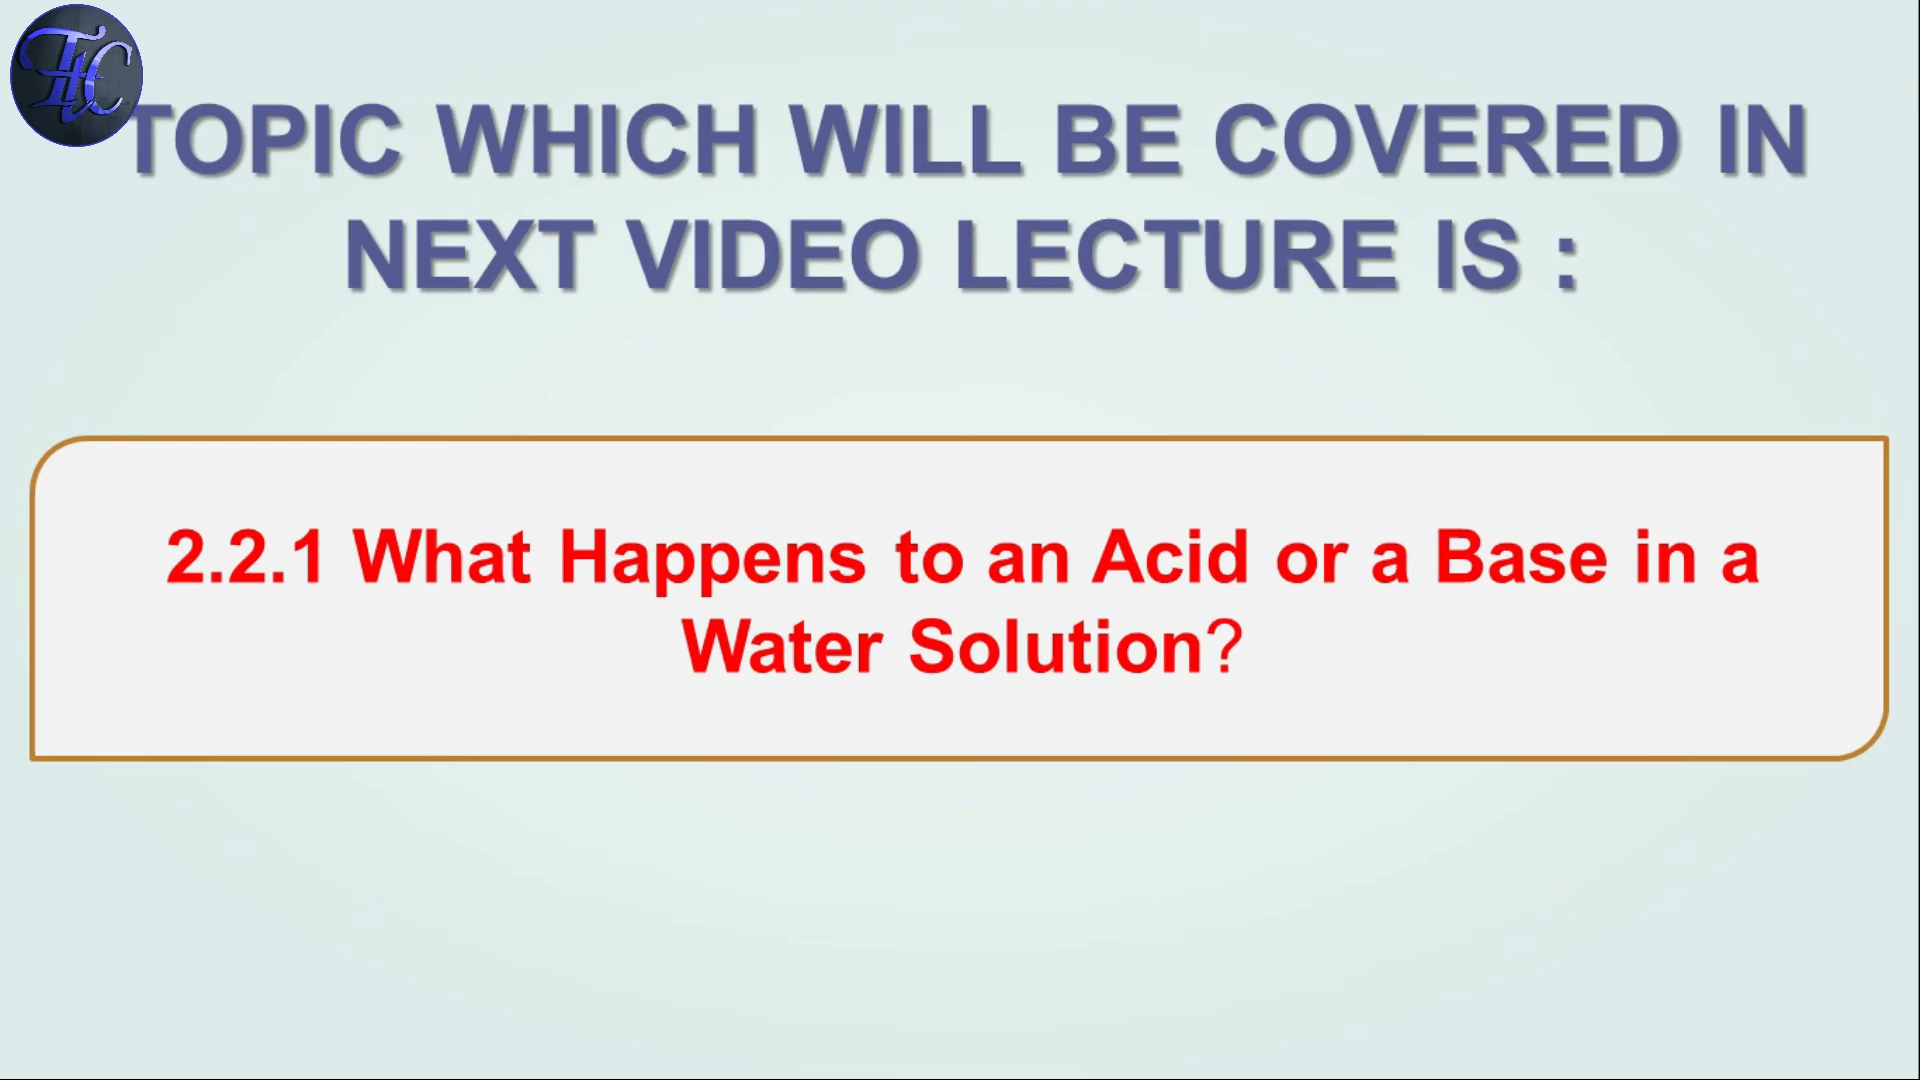 THC
TOPIC WHICH WILL BE COVERED IN
NEXT VIDEO LECTURE IS :
2.2.1 What Happens to an Acid or a Base in a
Water Solution?